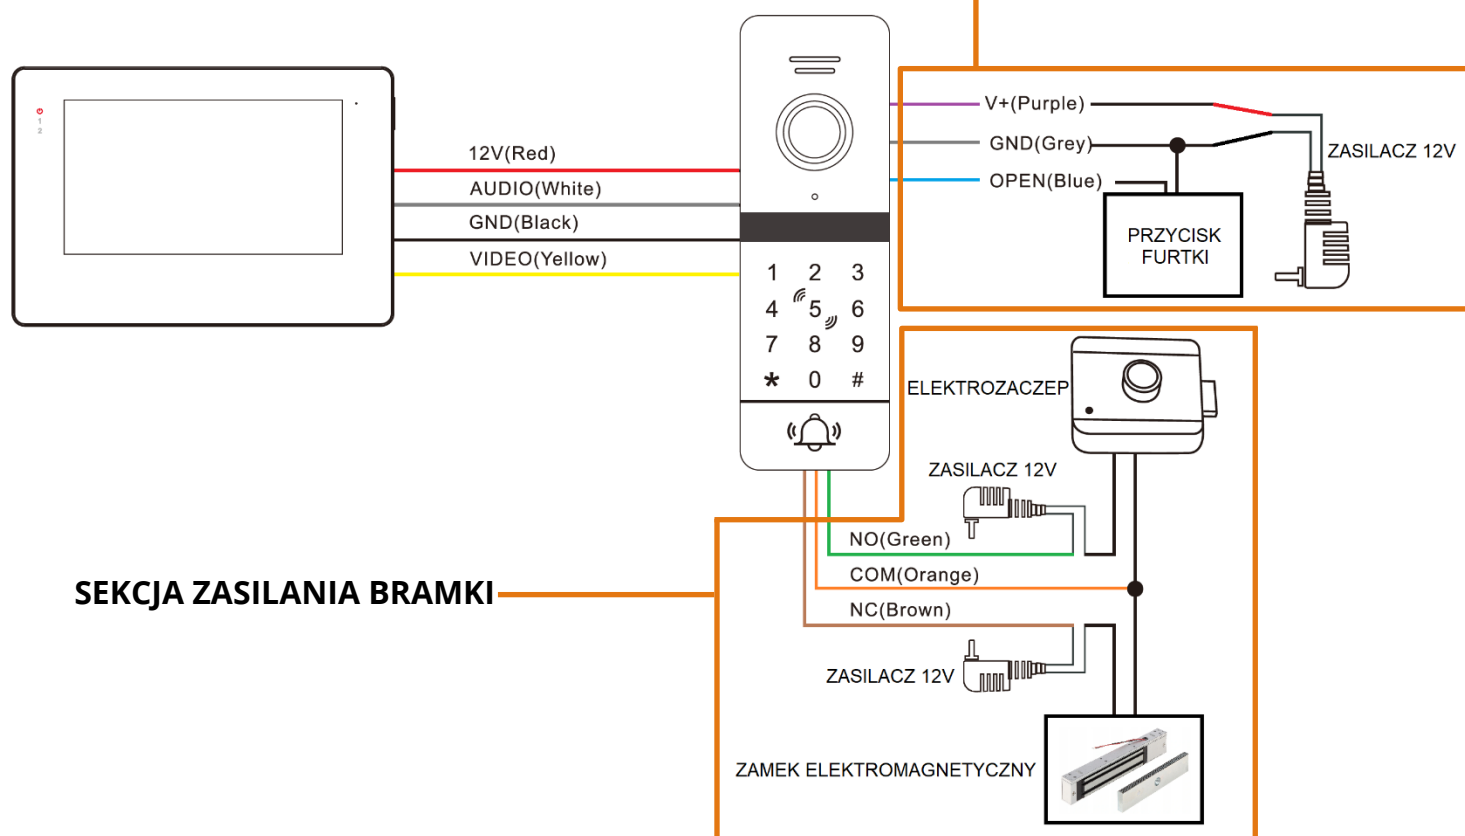 1
2
12V(Red)
AUDIO(White)
GND(Black)
VIDEO(Yellow)
1 2 3
4 5 6
7 8 9
* 0 #
V+(Purple)
GND(Grey)
OPEN(Blue)
ZASILACZ 12V
PRZYCISK
FURTKI
ELEKTROZACZEP
ZASILACZ 12V
NO(Green)
COM(Orange)
NC(Brown)
SEKCJA ZASILANIA BRAMKI
ZASILACZ 12V
ZAMEK ELEKTROMAGNETYCZNY